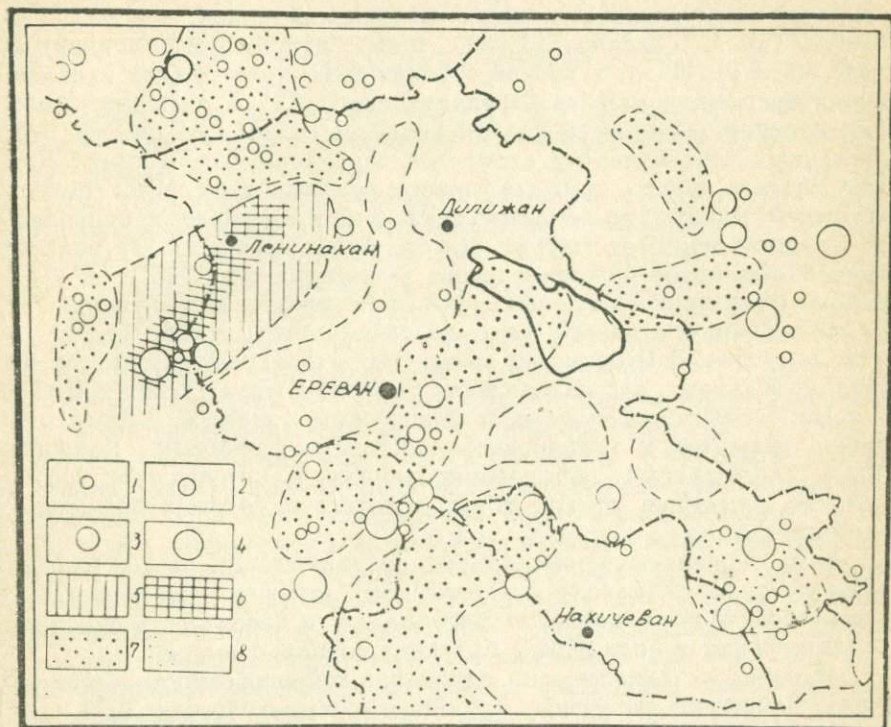 Дилижан
Ленинакан
ЕРЕВАН
Нахичеван
1 2
3 4
5 6
7 8